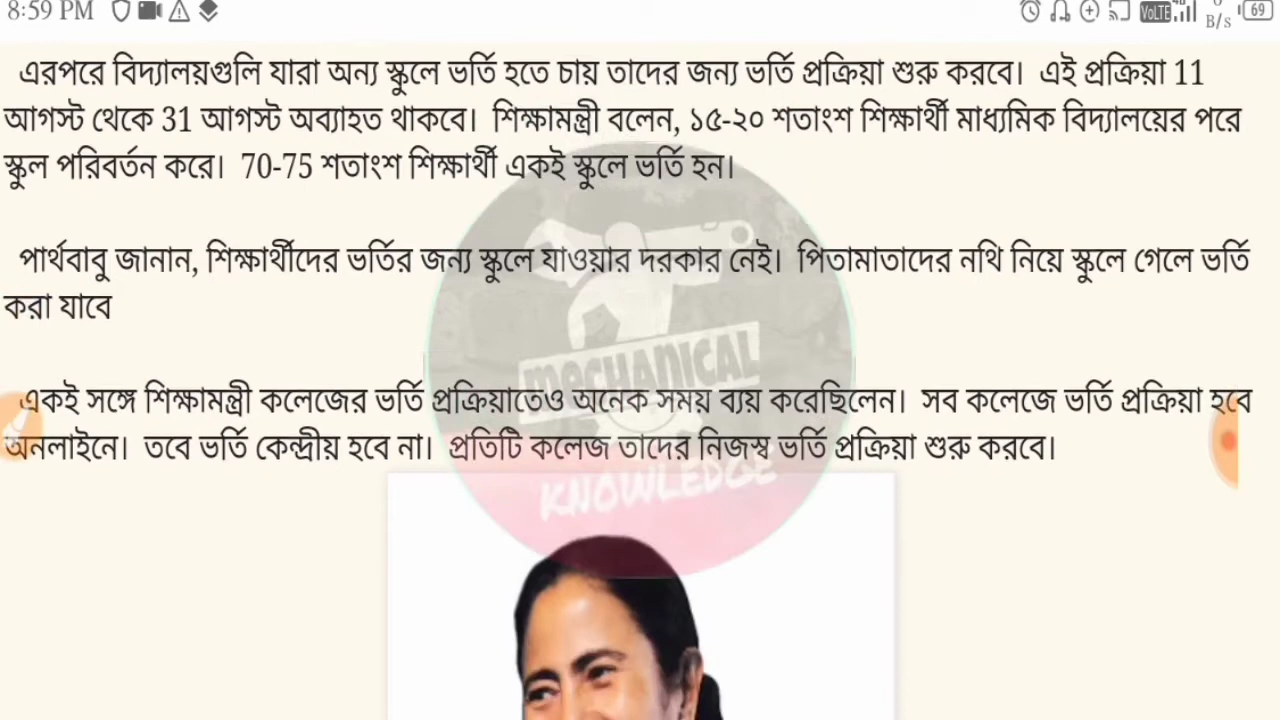 8:59 PM
VoLTE
B/s
69
এরপরে বিদ্যালয়গুলি যারা অন্য স্কুলে ভর্তি হতে চায় তাদের জন্য ভর্তি প্রক্রিয়া শুরু করবে। এই প্রক্রিয়া 11
আগস্ট থেকে 31 আগস্ট অব্যাহত থাকবে। শিক্ষামন্ত্রী বলেন, ১৫-২০ শতাংশ শিক্ষার্থী মাধ্যমিক বিদ্যালয়ের পরে
স্কুল পরিবর্তন করে। 70-75 শতাংশ শিক্ষার্থী একই স্কুলে ভর্তি হন।
পার্থবাবু জানান, শিক্ষার্থীদের ভর্তির জন্য স্কুলে যাওয়ার দরকার নেই। পিতামাতাদের নথি নিয়ে স্কুলে গেলে ভর্তি
করা যাবে
MECHANICAL
একই সঙ্গে শিক্ষামন্ত্রী কলেজের ভর্তি প্রক্রিয়াতেও অনেক সময় ব্যয় করেছিলেন। সব কলেজে ভর্তি প্রক্রিয়া হবে
অনলাইনে। তবে ভর্তি কেন্দ্রীয় হবে না। প্রতিটি কলেজ তাদের নিজস্ব ভর্তি প্রক্রিয়া শুরু করবে।
KNOWLEDGE